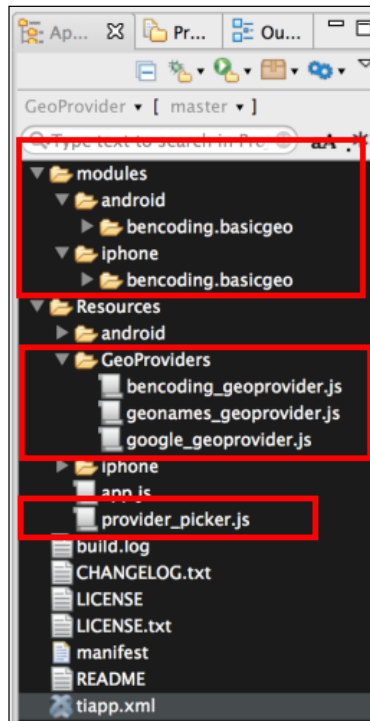 Ap...
Pr...
Ou...
GeoProvider ▾ [ master ▾ ]
Type text to search in Pro aA .*
modules
android
bencoding.basicgeo
iphone
bencoding.basicgeo
Resources
android
GeoProviders
bencoding_geoprovider.js
geonames_geoprovider.js
google_geoprovider.js
iphone
app.js
provider_picker.js
build.log
CHANGELOG.txt
LICENSE
LICENSE.txt
manifest
README
tiapp.xml